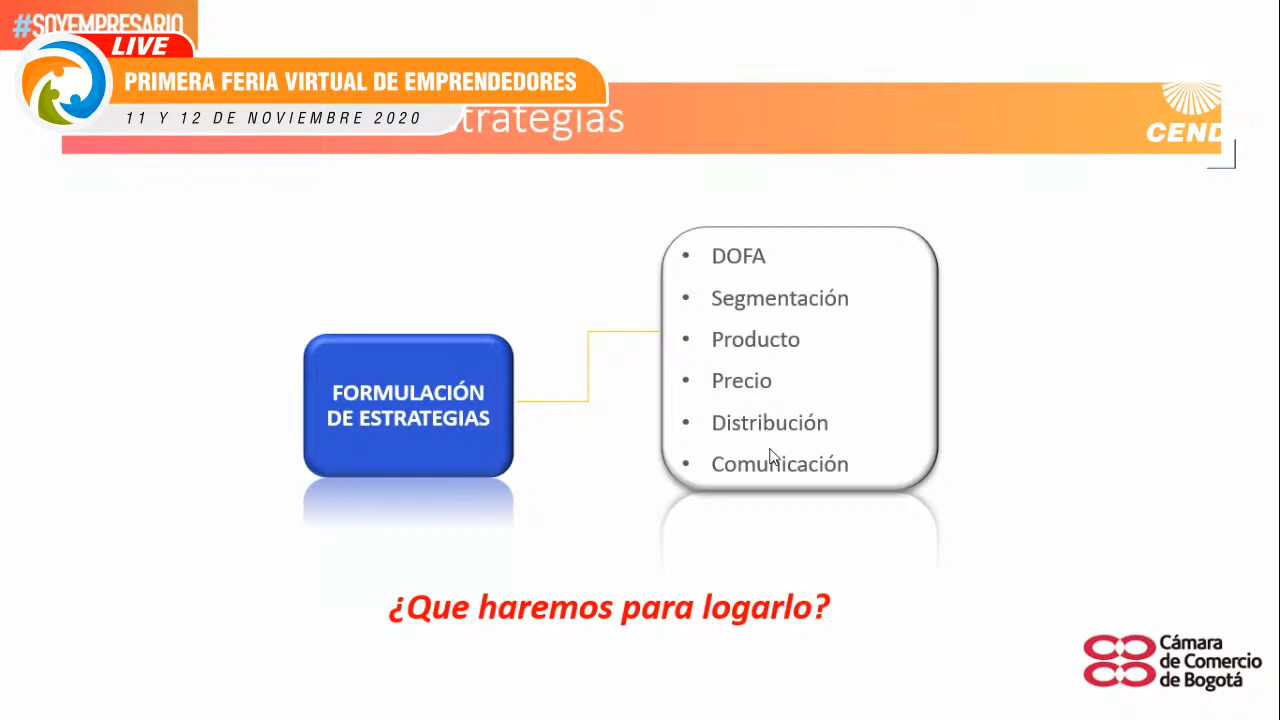 #SOYEMPRESARIO
LIVE
PRIMERA FERIA VIRTUAL DE EMPRENDEDORES
11 Y 12 DE NOVIEMBRE 2020
strategias
CEND
• DOFA
• Segmentación
• Producto
• Precio
• Distribución
• Comunicación
FORMULACIÓN
DE ESTRATEGIAS
¿Que haremos para logarlo?
Cámara
de Comercio
de Bogotá